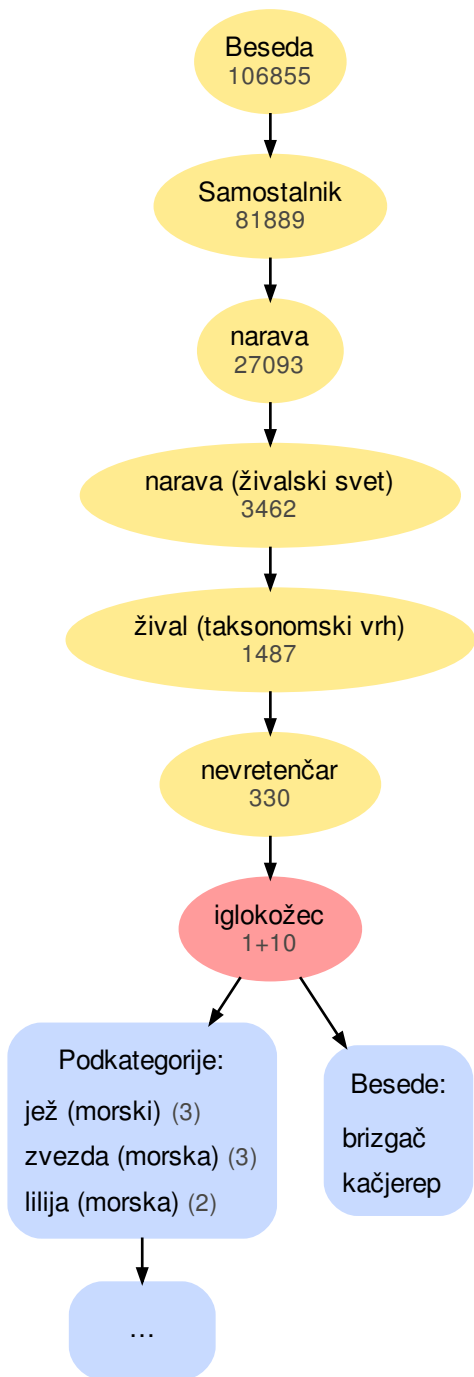 Beseda
106855
Samostalnik
81889
narava
27093
narava (živalski svet)
3462
žival (taksonomski vrh)
1487
nevretenčar
330
iglokožec
1+10
Podkategorije:
jež (morski) (3)
zvezda (morska) (3)
lilija (morska) (2)
Besede:
brizgač
kačjerep
…